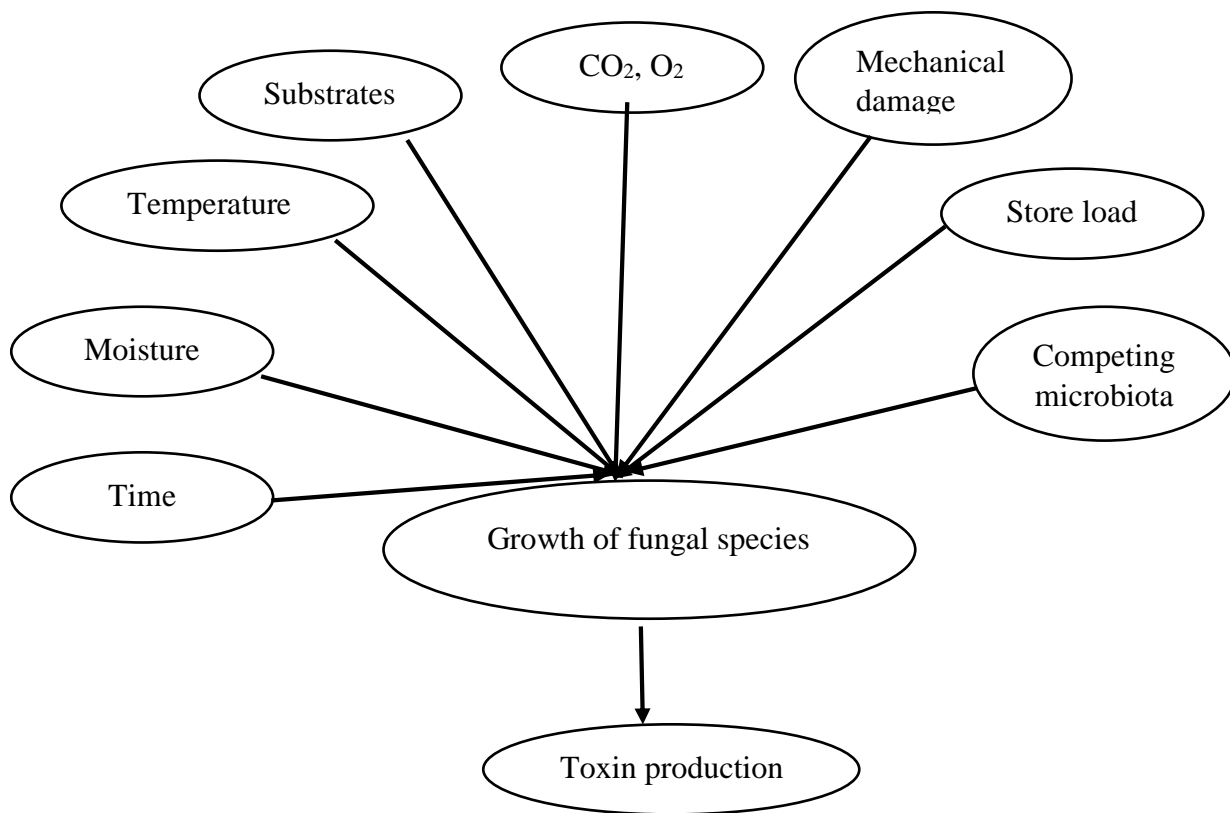 CO₂, O₂
Mechanical
damage
Substrates
Temperature
Store load
Moisture
Competing
microbiota
Time
Growth of fungal species
Toxin production